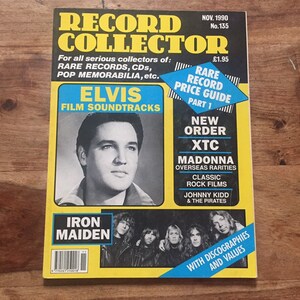 RECORD
COLLECTOR
NOV. 1990
No. 135
£1.95
For all serious collectors of:
RARE RECORDS, CDs,
POP MEMORABILIA, etc.
RARE
RECORD
PRICE GUIDE
PART 1
ELVIS
FILM SOUNDTRACKS
NEW
ORDER
XTC
MADONNA
OVERSEAS RARITIES
CLASSIC
ROCK FILMS
JOHNNY KIDD
& THE PIRATES
IRON
MAIDEN
WITH DISCOGRAPHIES
AND VALUES